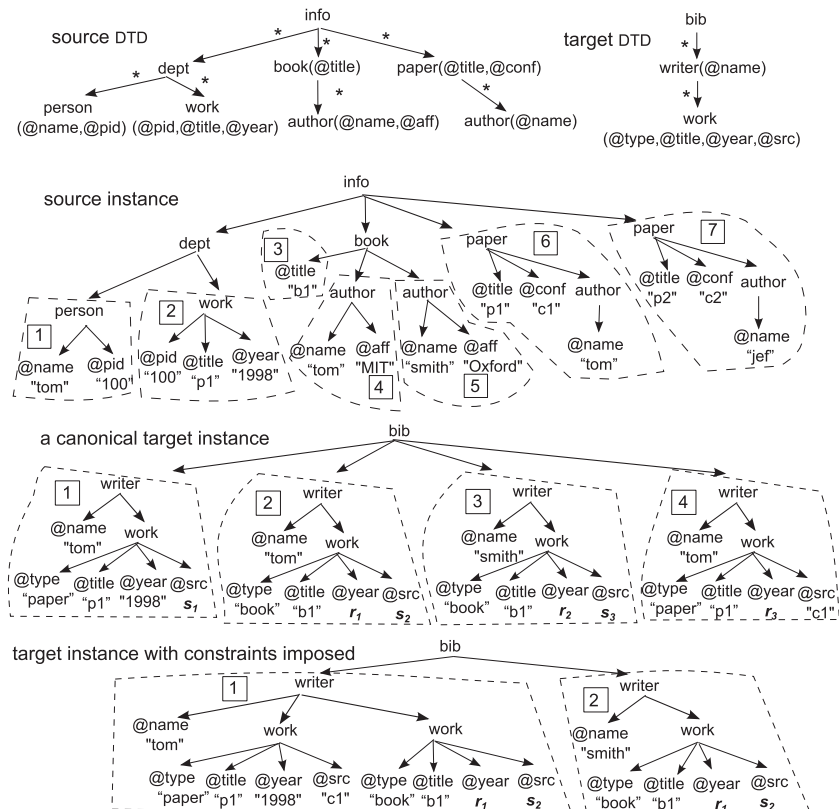 info
source DTD
target DTD
bib
* * *
*
dept
book(@title)
paper(@title,@conf)
writer(@name)
* *
*
*
*
person
work
author(@name,@aff)
author(@name)
work
(@name,@pid)
(@pid,@title,@year)
(@type,@title,@year,@src)
source instance
info
dept
3
book
paper
6
paper
7
@title
"b1"
person
2
work
author
author
@title
"p1"
@conf
"c1"
author
@title
"p2"
@conf
"c2"
author
1
@name
"tom"
@pid
"100"
@pid
"100"
@title
"p1"
@year
"1998"
@name
"tom"
@aff
"MIT"
4
@name
"smith"
@aff
"Oxford"
5
@name
"tom"
@name
"jef"
a canonical target instance
bib
1
writer
2
writer
3
writer
4
writer
@name
"tom"
work
@name
"tom"
work
@name
"smith"
work
@name
"tom"
work
@type @title @year @src
"paper" "p1" "1998" s1
@type @title @year @src
"book" "b1" r1 s2
@type @title @year @src
"book" "b1" r2 s3
@type @title @year @src
"paper" "p1" r3 "c1"
target instance with constraints imposed
bib
1
writer
2
writer
@name
"tom"
work
work
@name
"smith"
work
@type @title @year @src
"paper" "p1" "1998" "c1"
@type @title @year @src
"book" "b1" r1 s2
@type @title @year @src
"book" "b1" r1 s2